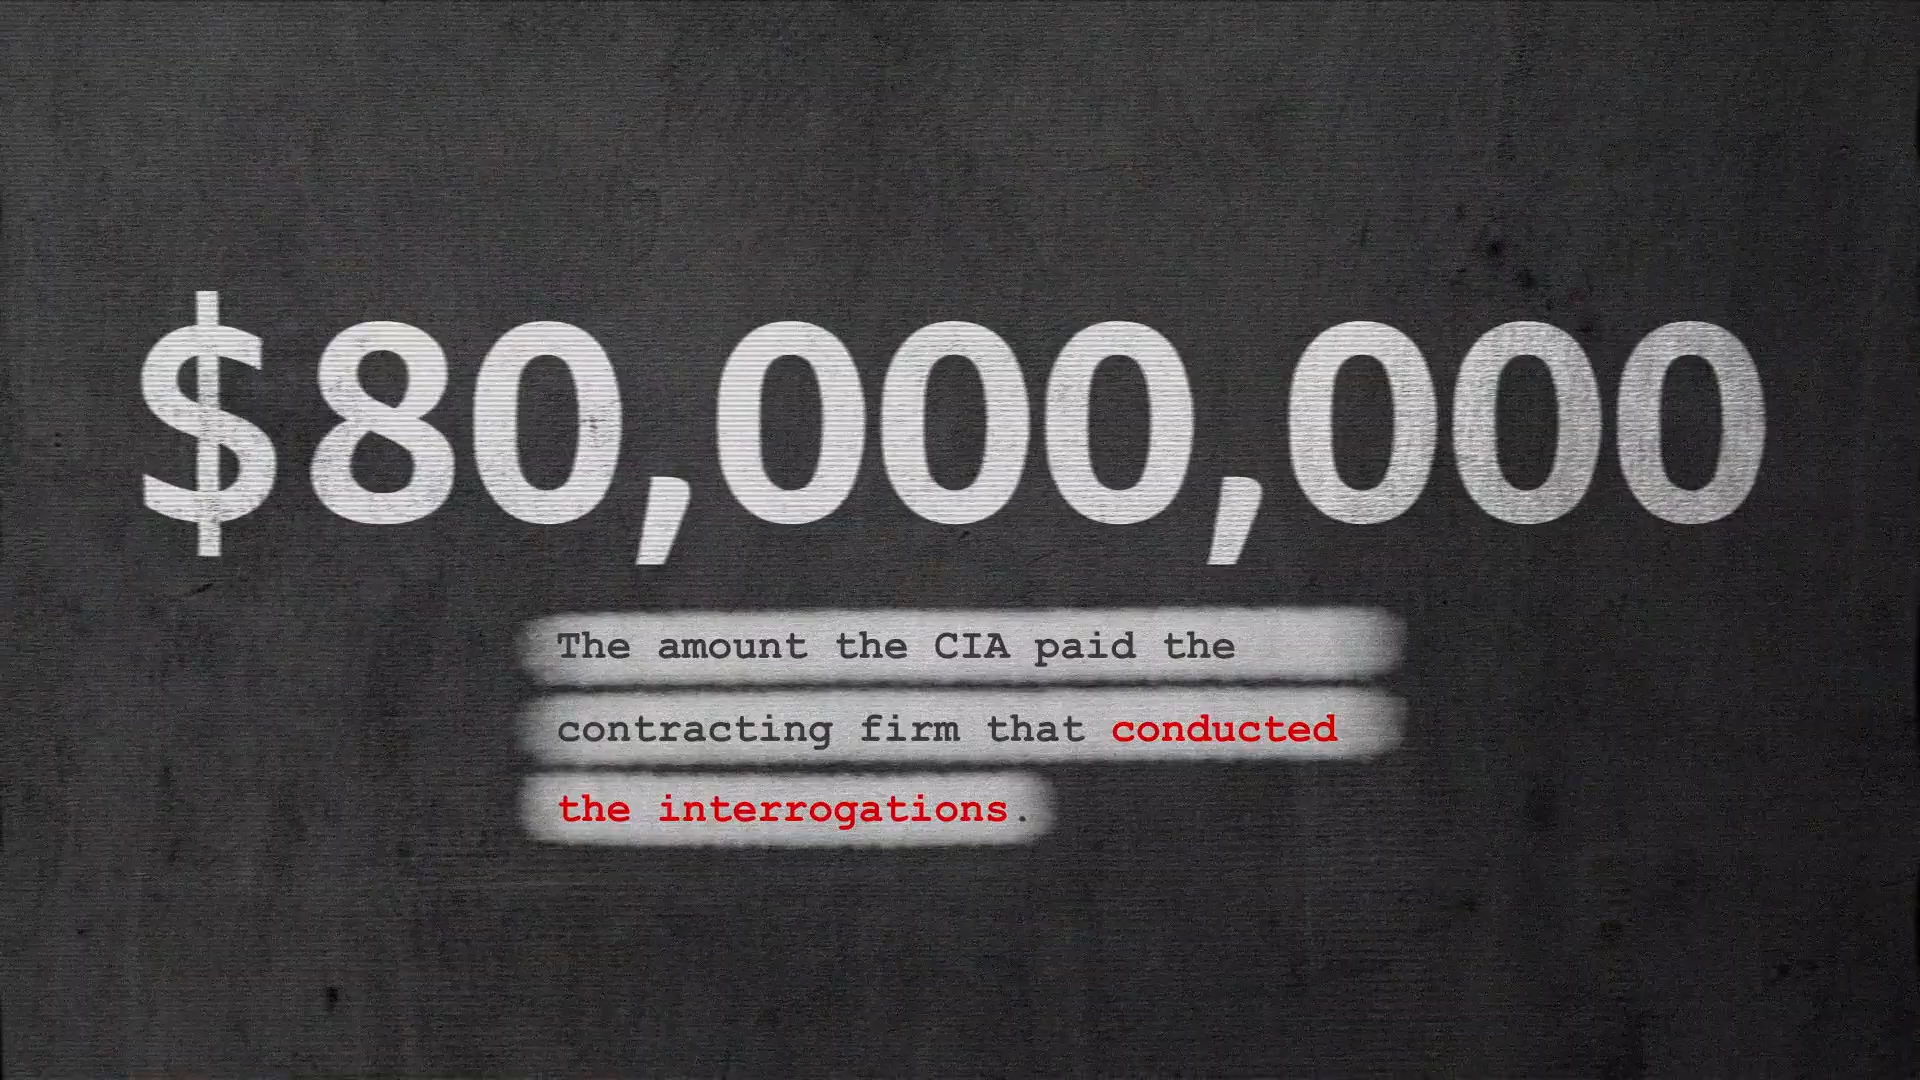 $80,000,000
The amount the CIA paid the
contracting firm that conducted
the interrogations.